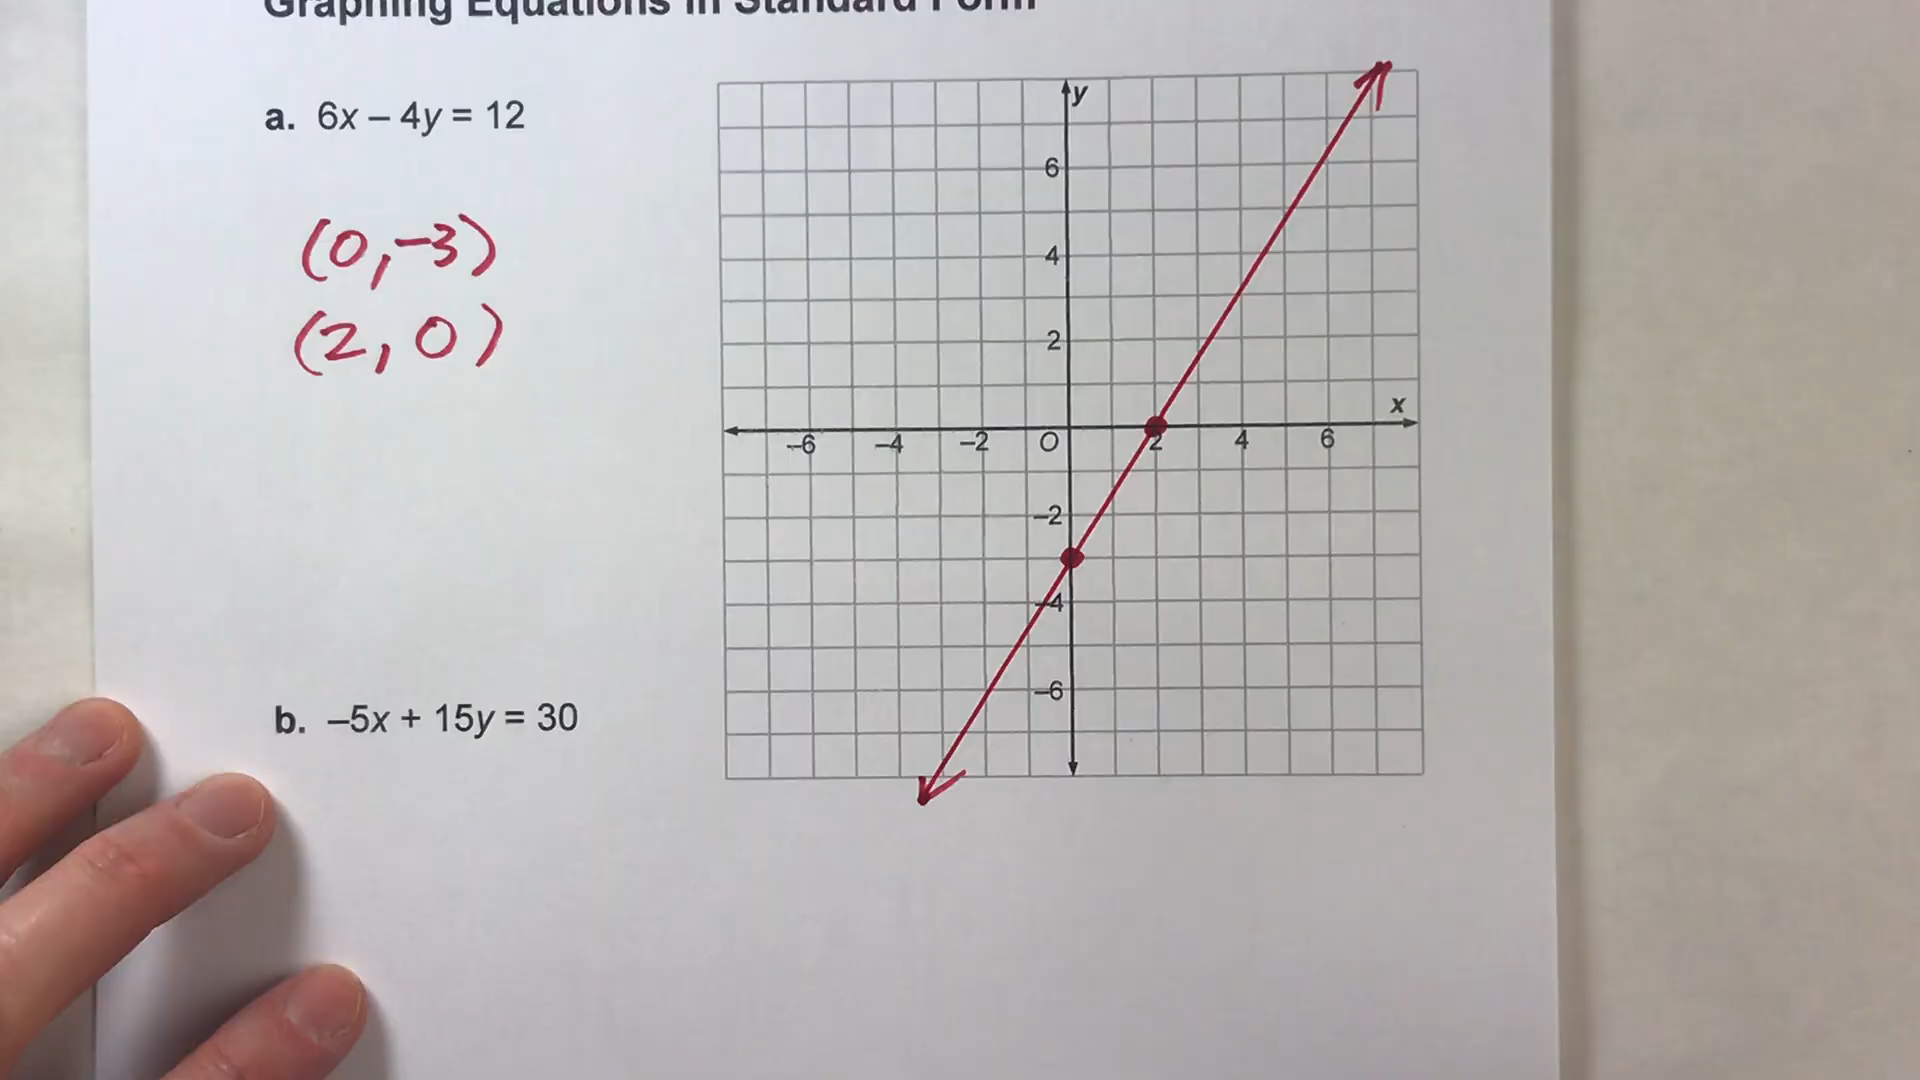 Graphing Equations in Standard Form
a. 6x – 4y = 12
(0,-3)
(2,0)
b. –5x + 15y = 30
y
6
4
2
x
–6 –4 –2 O 2 4 6
–2
–4
–6